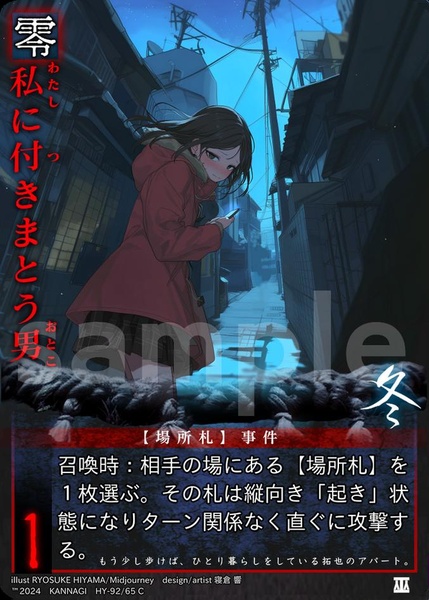 零
私に付きまとう男
わたし
つ
おとこ
sample
冬
【場所札】事件
召喚時：相手の場にある【場所札】を
１枚選ぶ。その札は縦向き「起き」状
態になりターン関係なく直ぐに攻撃す
る。
もう少し歩けば、ひとり暮らしをしている拓也のアパート。
1
illust RYOSUKE HIYAMA/Midjourney design/artist 寝倉 響
™2024 KANNAGI HY-92/65 C